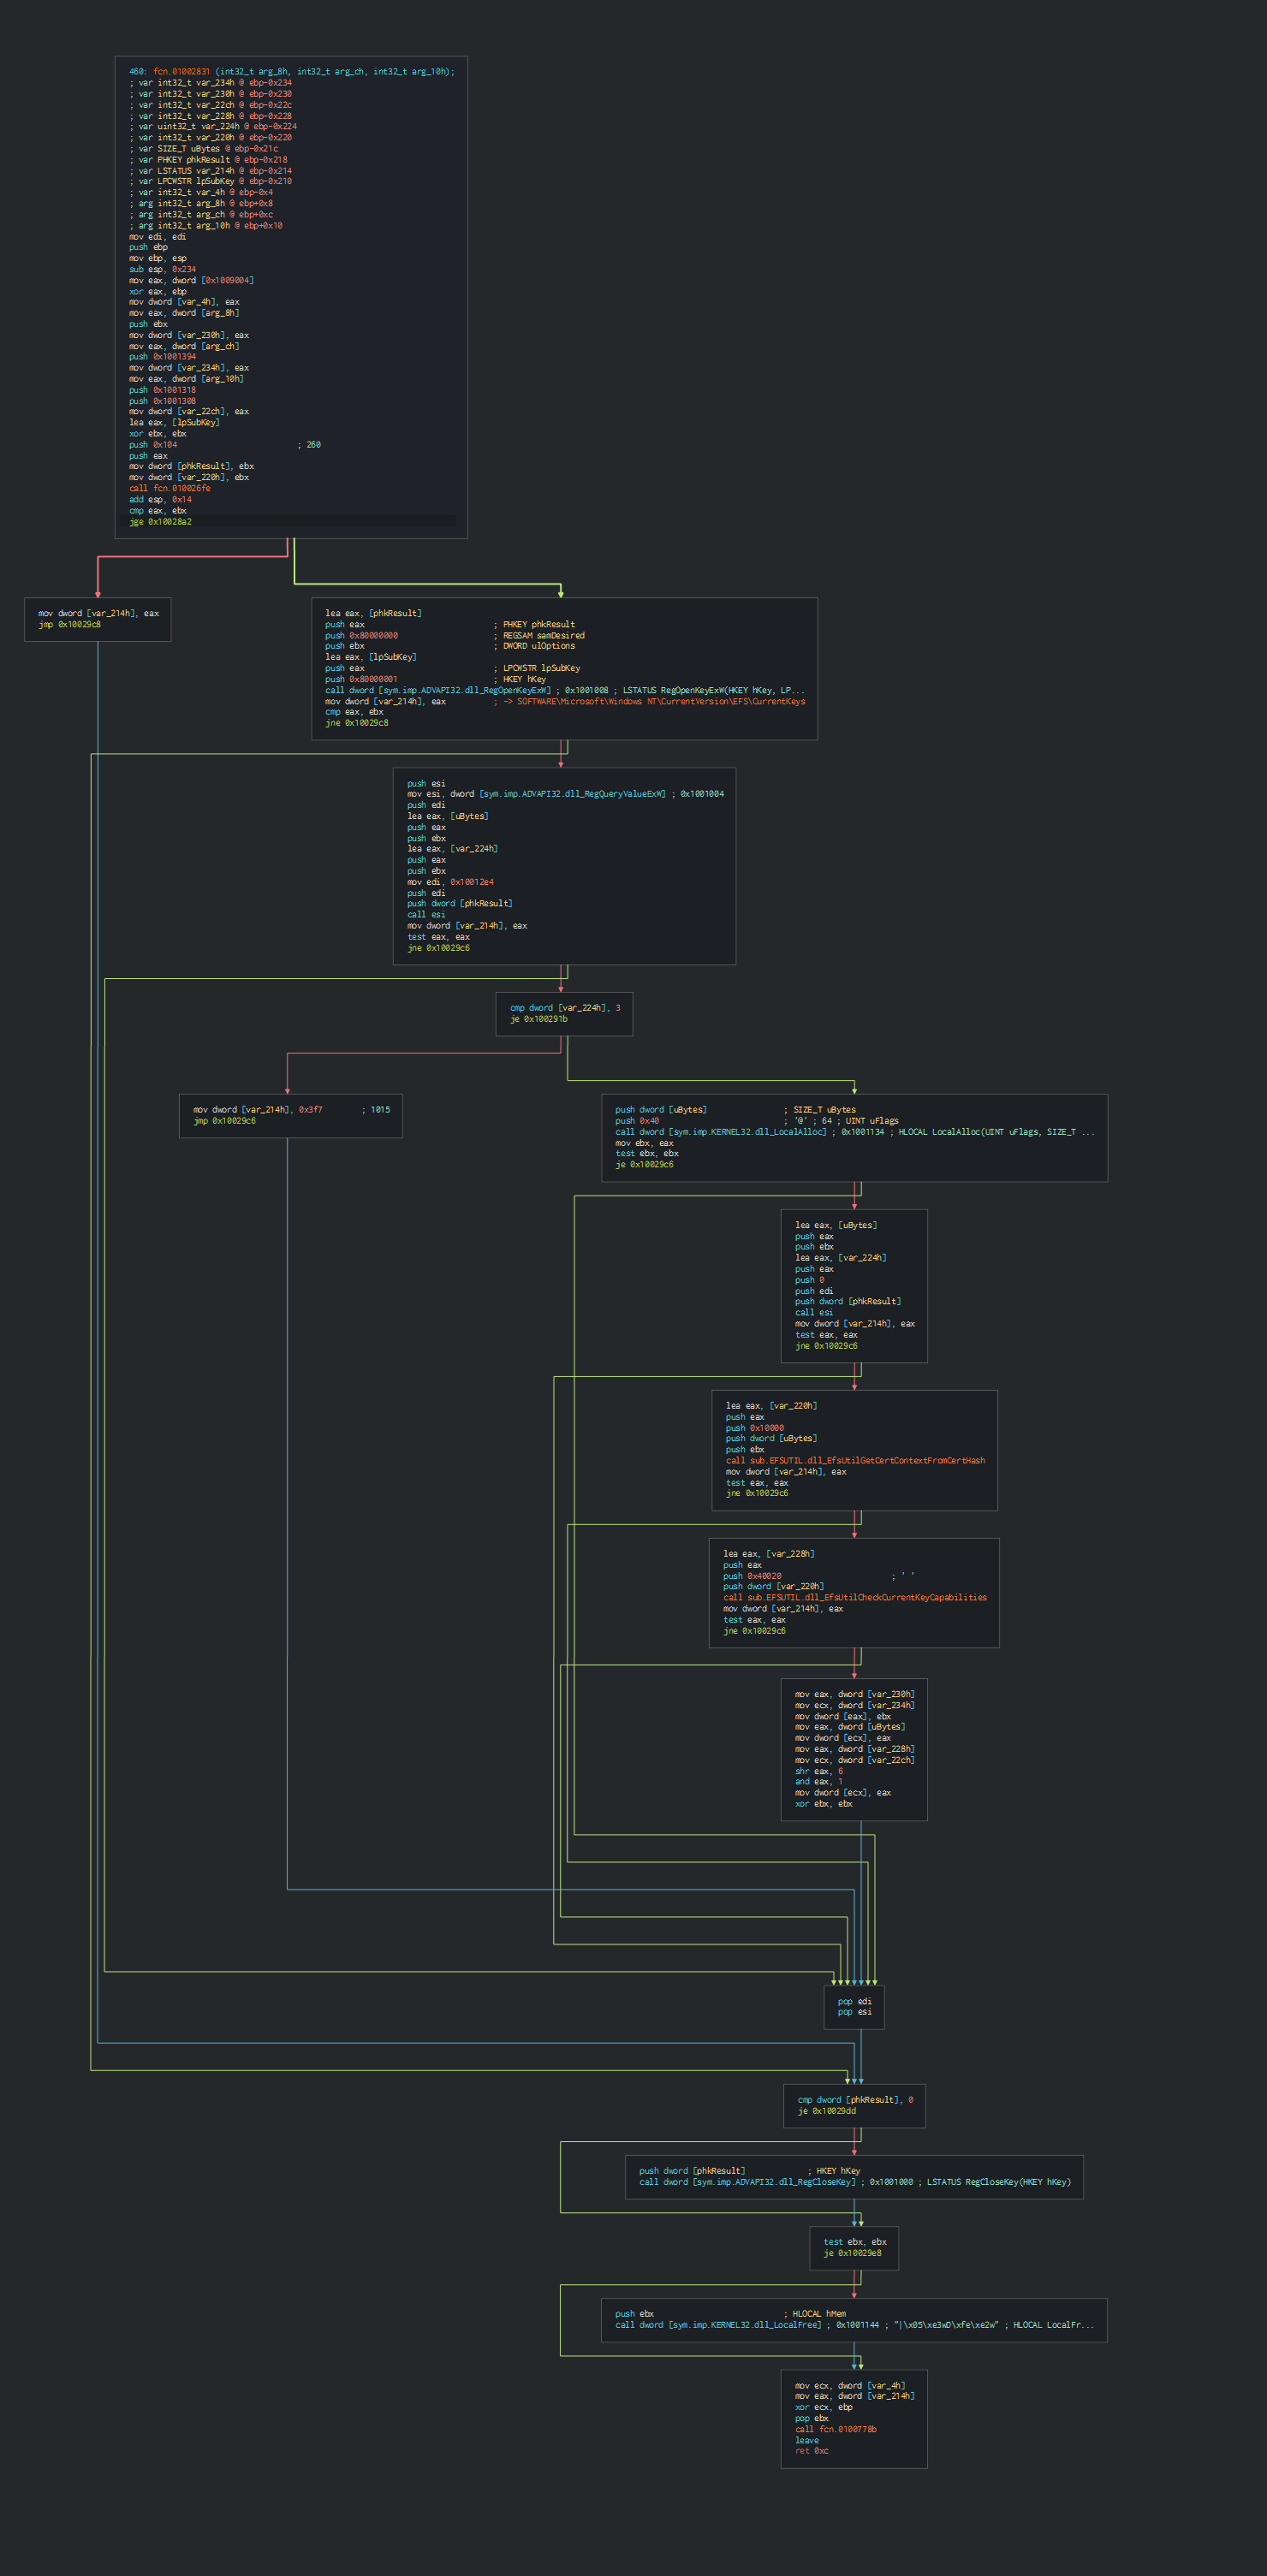 460: fcn.01002831 (int32_t arg_8h, int32_t arg_ch, int32_t arg_10h);
; var int32_t var_234h @ ebp-0x234
; var int32_t var_230h @ ebp-0x230
; var int32_t var_22ch @ ebp-0x22c
; var int32_t var_228h @ ebp-0x228
; var uint32_t var_224h @ ebp-0x224
; var int32_t var_220h @ ebp-0x220
; var SIZE_T uBytes @ ebp-0x21c
; var PHKEY phkResult @ ebp-0x218
; var LSTATUS var_214h @ ebp-0x214
; var LPCWSTR lpSubKey @ ebp-0x210
; var int32_t var_4h @ ebp-0x4
; arg int32_t arg_8h @ ebp+0x8
; arg int32_t arg_ch @ ebp+0xc
; arg int32_t arg_10h @ ebp+0x10
mov edi, edi
push ebp
mov ebp, esp
sub esp, 0x234
mov eax, dword [0x1009004]
xor eax, ebp
mov dword [var_4h], eax
mov eax, dword [arg_8h]
push ebx
mov dword [var_230h], eax
mov eax, dword [arg_ch]
push 0x1001394
mov dword [var_234h], eax
mov eax, dword [arg_10h]
push 0x1001318
push 0x1001308
mov dword [var_22ch], eax
lea eax, [lpSubKey]
xor ebx, ebx
push 0x104 ; 260
push eax
mov dword [phkResult], ebx
mov dword [var_220h], ebx
call fcn.010026fe
add esp, 0x14
cmp eax, ebx
jge 0x10028a2
mov dword [var_214h], eax
jmp 0x10029c8
lea eax, [phkResult]
push eax ; PHKEY phkResult
push 0x80000000 ; REGSAM samDesired
push ebx ; DWORD ulOptions
lea eax, [lpSubKey]
push eax ; LPCWSTR lpSubKey
push 0x80000001 ; HKEY hKey
call dword [sym.imp.ADVAPI32.dll_RegOpenKeyExW] ; 0x1001008 ; LSTATUS RegOpenKeyExW(HKEY hKey, LP...
mov dword [var_214h], eax ; -> SOFTWARE\Microsoft\Windows NT\CurrentVersion\EFS\CurrentKeys
cmp eax, ebx
jne 0x10029c8
push esi
mov esi, dword [sym.imp.ADVAPI32.dll_RegQueryValueExW] ; 0x1001004
push edi
lea eax, [uBytes]
push eax
push ebx
lea eax, [var_224h]
push eax
push ebx
mov edi, 0x10012e4
push edi
push dword [phkResult]
call esi
mov dword [var_214h], eax
test eax, eax
jne 0x10029c6
cmp dword [var_224h], 3
je 0x100291b
mov dword [var_214h], 0x3f7 ; 1015
jmp 0x10029c6
push dword [uBytes] ; SIZE_T uBytes
push 0x40 ; '@' ; 64 ; UINT uFlags
call dword [sym.imp.KERNEL32.dll_LocalAlloc] ; 0x1001134 ; HLOCAL LocalAlloc(UINT uFlags, SIZE_T ...
mov ebx, eax
test ebx, ebx
je 0x10029c6
lea eax, [uBytes]
push eax
push ebx
lea eax, [var_224h]
push eax
push 0
push edi
push dword [phkResult]
call esi
mov dword [var_214h], eax
test eax, eax
jne 0x10029c6
lea eax, [var_220h]
push eax
push 0x10000
push dword [uBytes]
push ebx
call sub.EFSUTIL.dll_EfsUtilGetCertContextFromCertHash
mov dword [var_214h], eax
test eax, eax
jne 0x10029c6
lea eax, [var_228h]
push eax
push 0x40020 ; ' '
push dword [var_220h]
call sub.EFSUTIL.dll_EfsUtilCheckCurrentKeyCapabilities
mov dword [var_214h], eax
test eax, eax
jne 0x10029c6
mov eax, dword [var_230h]
mov ecx, dword [var_234h]
mov dword [eax], ebx
mov eax, dword [uBytes]
mov dword [ecx], eax
mov eax, dword [var_228h]
mov ecx, dword [var_22ch]
shr eax, 6
and eax, 1
mov dword [ecx], eax
xor ebx, ebx
pop edi
pop esi
cmp dword [phkResult], 0
je 0x10029dd
push dword [phkResult] ; HKEY hKey
call dword [sym.imp.ADVAPI32.dll_RegCloseKey] ; 0x1001000 ; LSTATUS RegCloseKey(HKEY hKey)
test ebx, ebx
je 0x10029e8
push ebx ; HLOCAL hMem
call dword [sym.imp.KERNEL32.dll_LocalFree] ; 0x1001144 ; "|\x05\xe3wD\xfe\xe2w" ; HLOCAL LocalFr...
mov ecx, dword [var_4h]
mov eax, dword [var_214h]
xor ecx, ebp
pop ebx
call fcn.0100778b
leave
ret 0xc